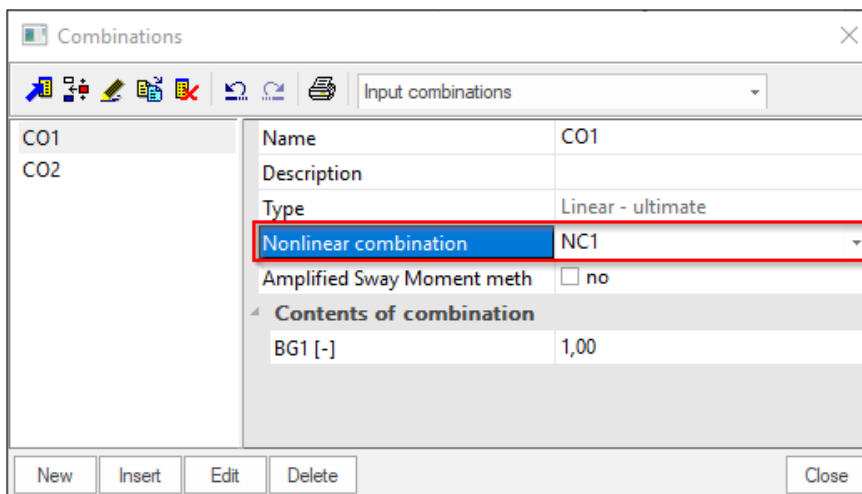 Combinations
Input combinations
CO1
CO2
Name CO1
Description
Type Linear - ultimate
Nonlinear combination NC1
Amplified Sway Moment meth no
Contents of combination
BG1 [-] 1,00
New Insert Edit Delete Close